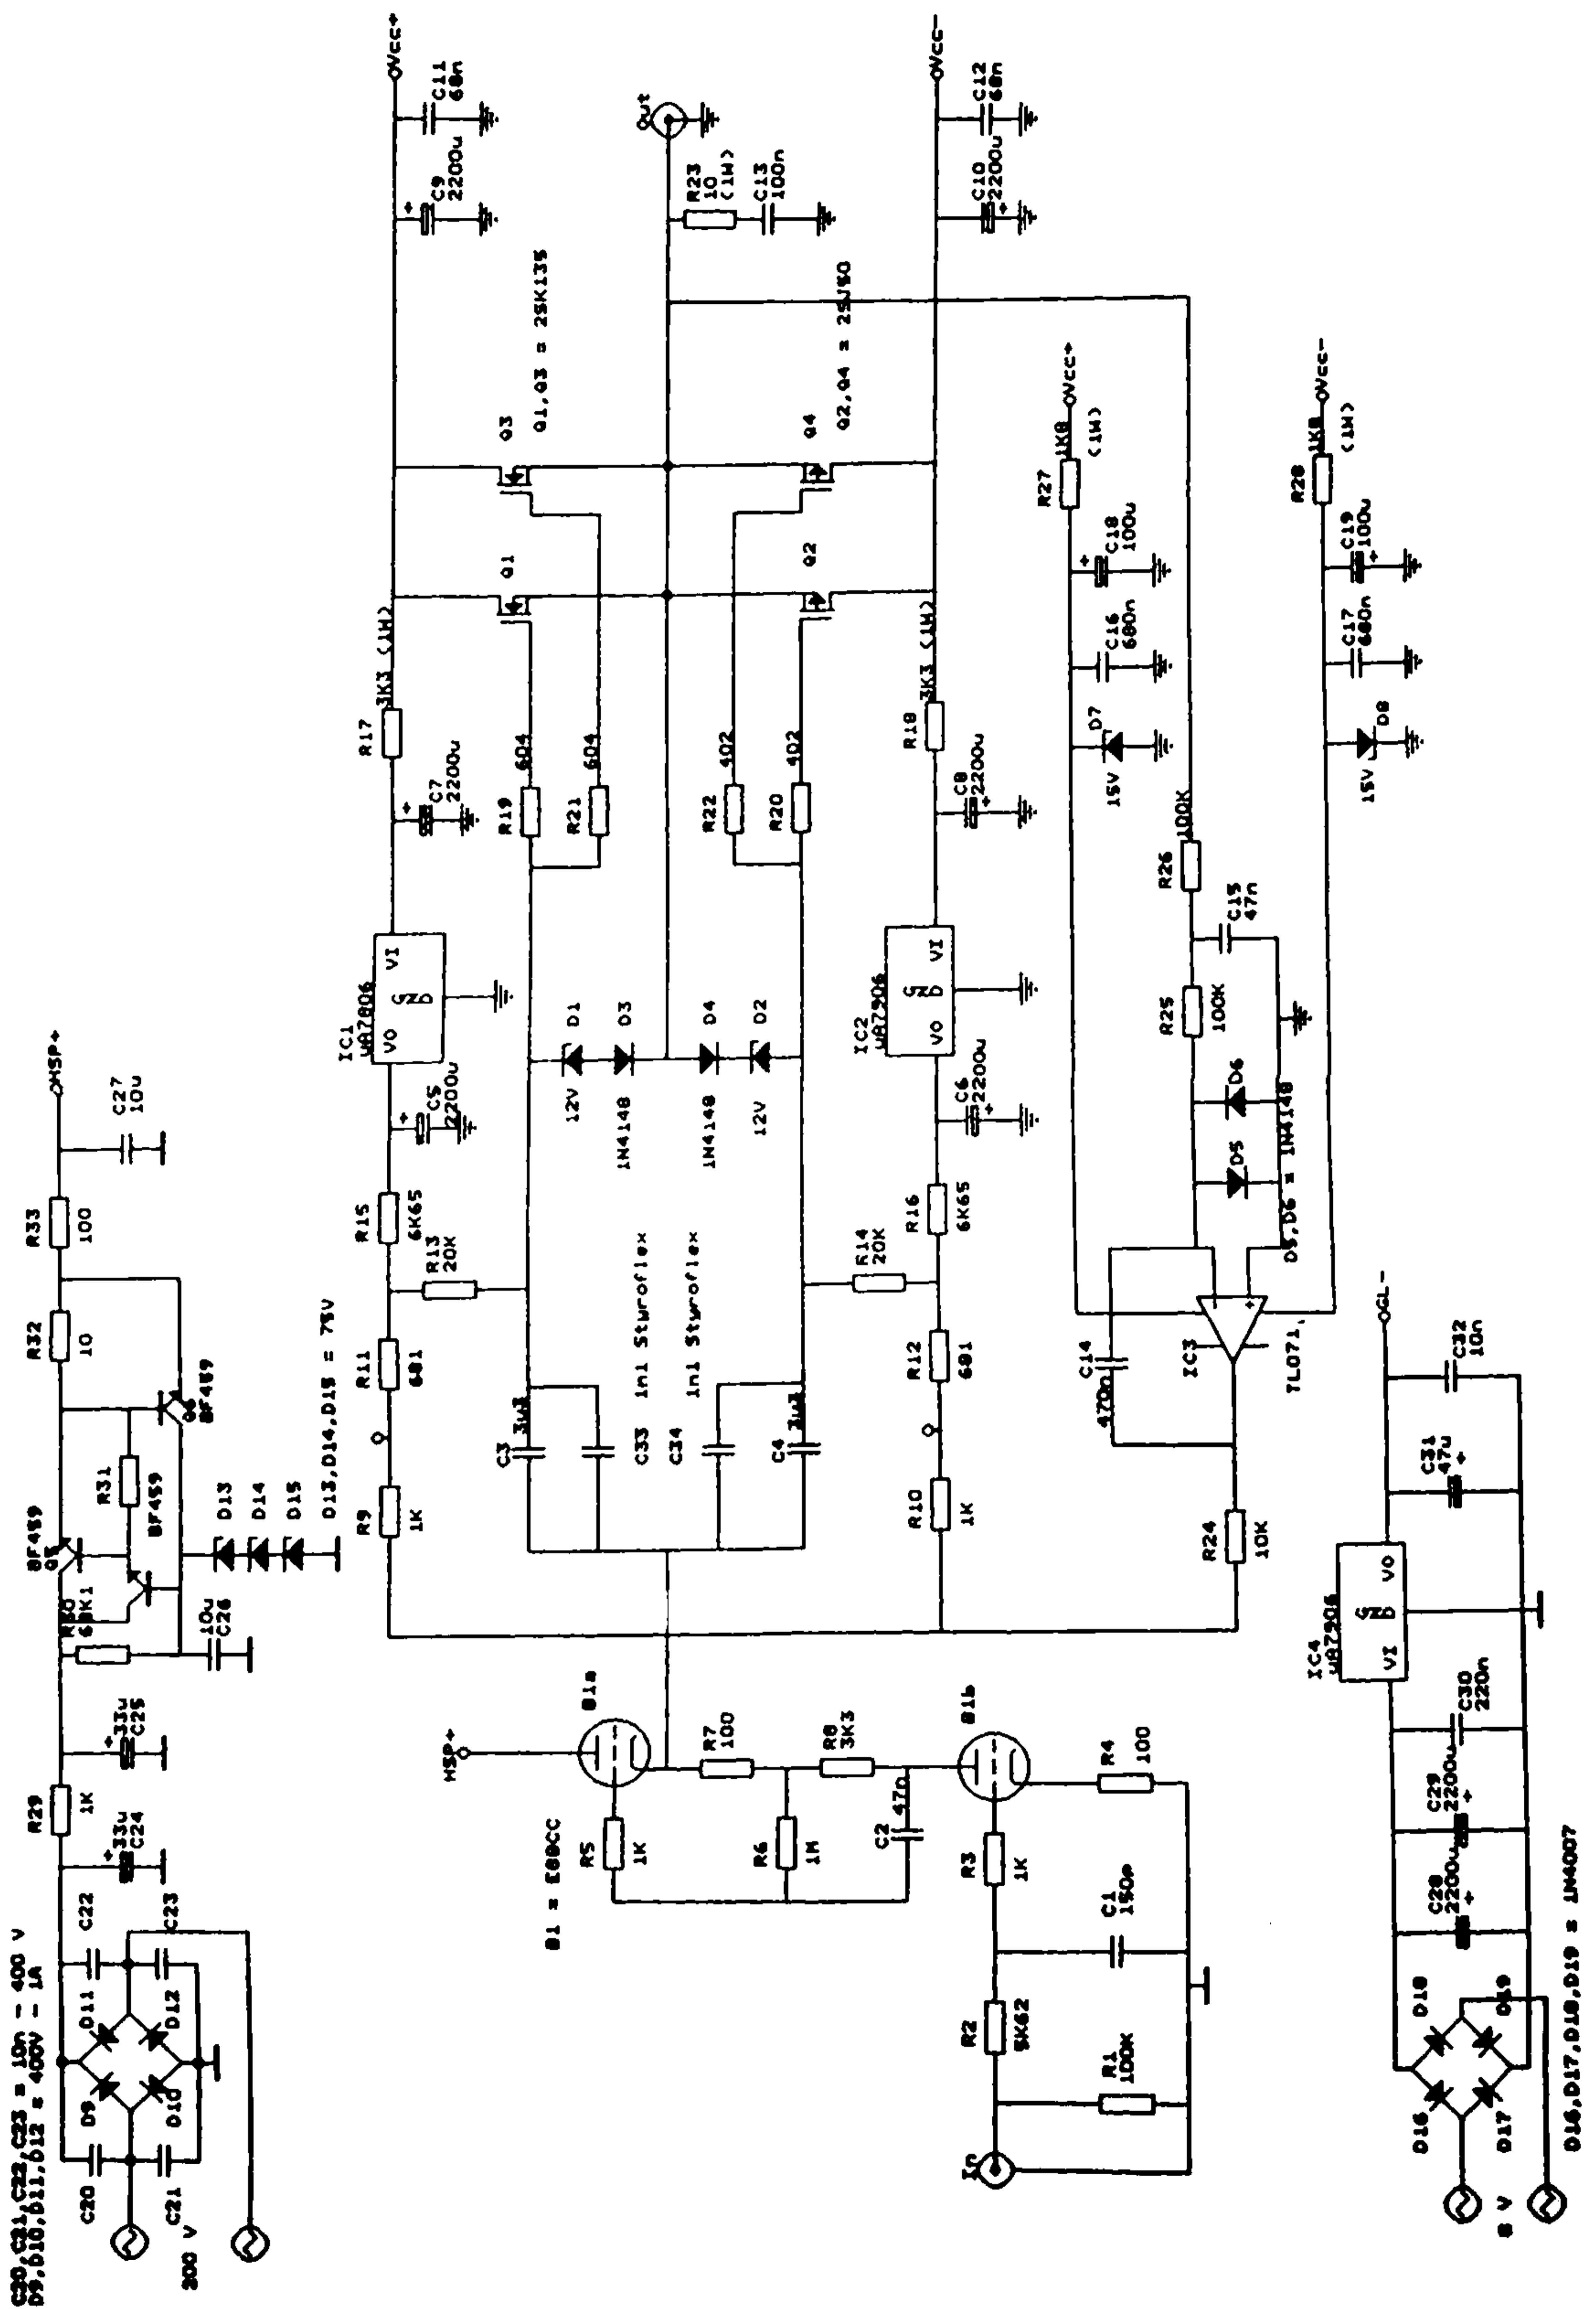 C20,C21,C22,C23 = 10n - 400 V
D9,D10,D11,D12 = 400V - 1A
C20
C21
D9
D10
D11
D12
C22
C23
200 V
33u
C24
R29
1K
33u
C25
R30
68K1
10u
C26
BF459
Q5
R31
BF459
Q6
BF459
D13
D14
D15
D13,D14,D15 = 75V
R32
10
R33
100
C27
10u
HSP+
R9
1K
R11
681
R13
20K
R15
6K65
C5
2200u
IC1
uA7806
VO
GND
VI
C7
2200u
R17
3K3 (1W)
C9
2200u
C11
68n
Vcc+
C3
3u3
C33
1n1 Styroflex
C34
1n1 Styroflex
C4
3u3
12V
D1
1N4148
D3
1N4148
D4
12V
D2
R19
604
R21
604
R22
402
R20
402
Q1
Q3
Q1,Q3 = 2SK135
Q2
Q4
Q2,Q4 = 2SJ50
R23
10
(1W)
C13
100n
Out
R10
1K
R12
681
R14
20K
R16
6K65
C6
2200u
IC2
uA7906
VO
GND
VI
C8
2200u
R18
3K3 (1W)
C10
2200u
C12
68n
Vcc-
HSP+
B1a
B1 = E88CC
R5
1K
R7
100
R6
1M
R8
3K3
C2
47n
B1b
R3
1K
R4
100
In
R2
5K62
R1
100K
C1
150p
R24
10K
C14
470n
IC3
TL071
-
+
D5
D6
D5,D6 = 1N4148
R25
100K
C15
47n
R26
100K
15V
D7
C16
680n
C18
100u
R27
1K8
(1W)
Vcc+
15V
D8
C17
680n
C19
100u
R28
1K8
(1W)
Vcc-
8 V
D16
D17
D18
D19
D16,D17,D18,D19 = 1N4007
C28
2200u
C29
2200u
C30
220n
IC4
uA7906
VI
GND
VO
C31
47u
C32
10n
GL-